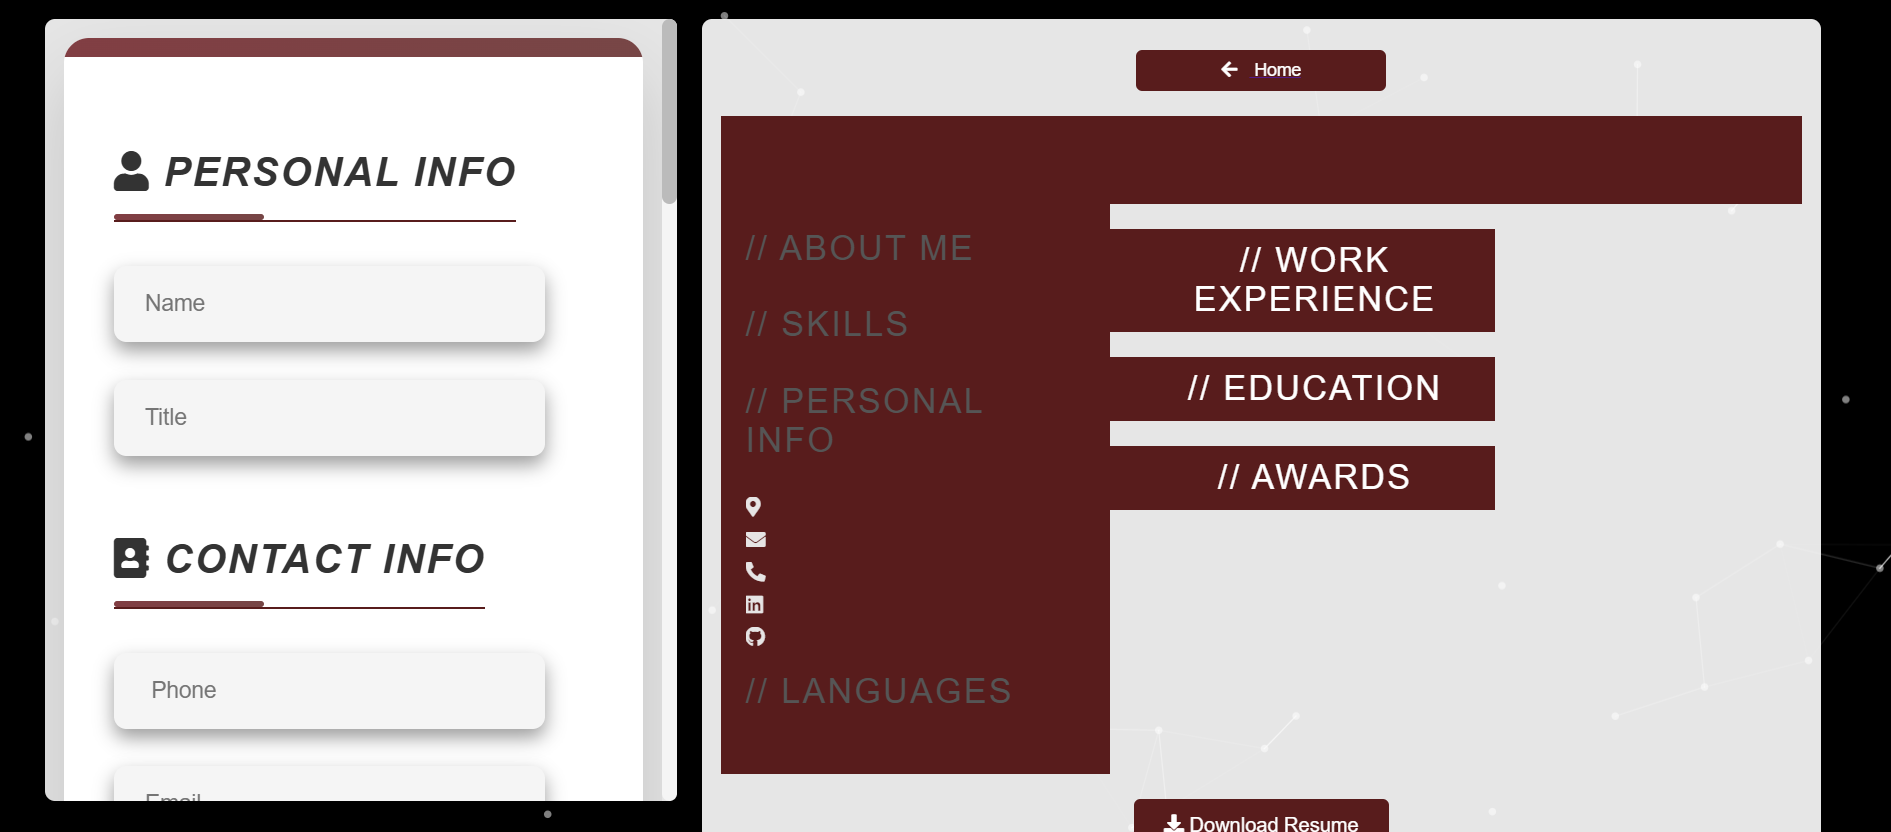 PERSONAL INFO
Name
Title
CONTACT INFO
Phone
Email
Home
// ABOUT ME
// SKILLS
// PERSONAL
INFO
// LANGUAGES
// WORK
EXPERIENCE
// EDUCATION
// AWARDS
Download Resume